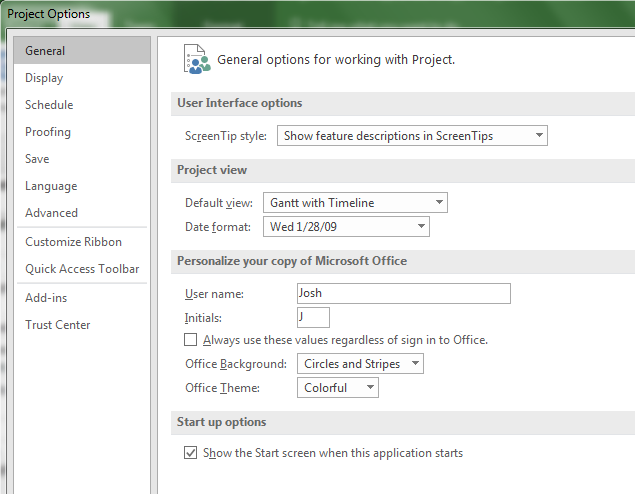 Project Options
General
Display
Schedule
Proofing
Save
Language
Advanced
Customize Ribbon
Quick Access Toolbar
Add-ins
Trust Center
General options for working with Project.
User Interface options
ScreenTip style: Show feature descriptions in ScreenTips
Project view
Default view: Gantt with Timeline
Date format: Wed 1/28/09
Personalize your copy of Microsoft Office
User name: Josh
Initials: J
Always use these values regardless of sign in to Office.
Office Background: Circles and Stripes
Office Theme: Colorful
Start up options
Show the Start screen when this application starts